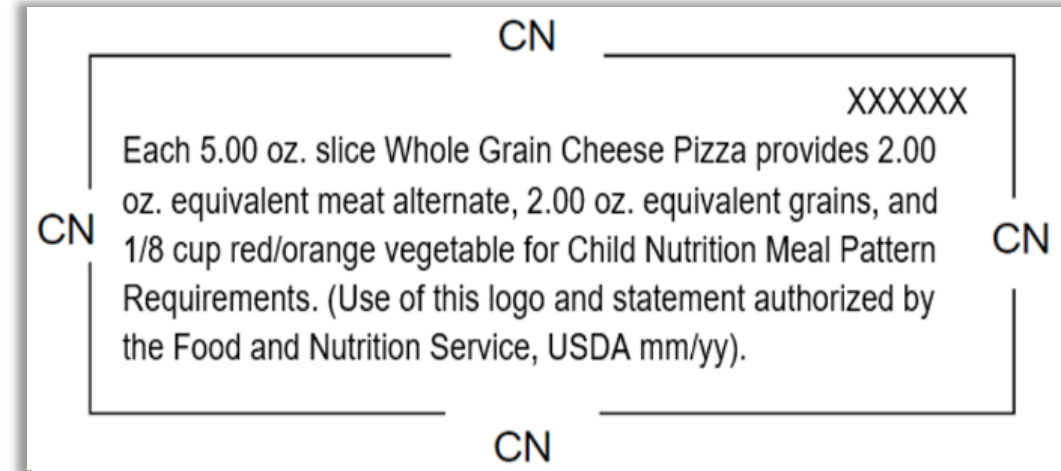 CN
XXXXXX
Each 5.00 oz. slice Whole Grain Cheese Pizza provides 2.00
oz. equivalent meat alternate, 2.00 oz. equivalent grains, and
CN
CN
1/8 cup red/orange vegetable for Child Nutrition Meal Pattern
Requirements. (Use of this logo and statement authorized by
the Food and Nutrition Service, USDA mm/yy).
CN